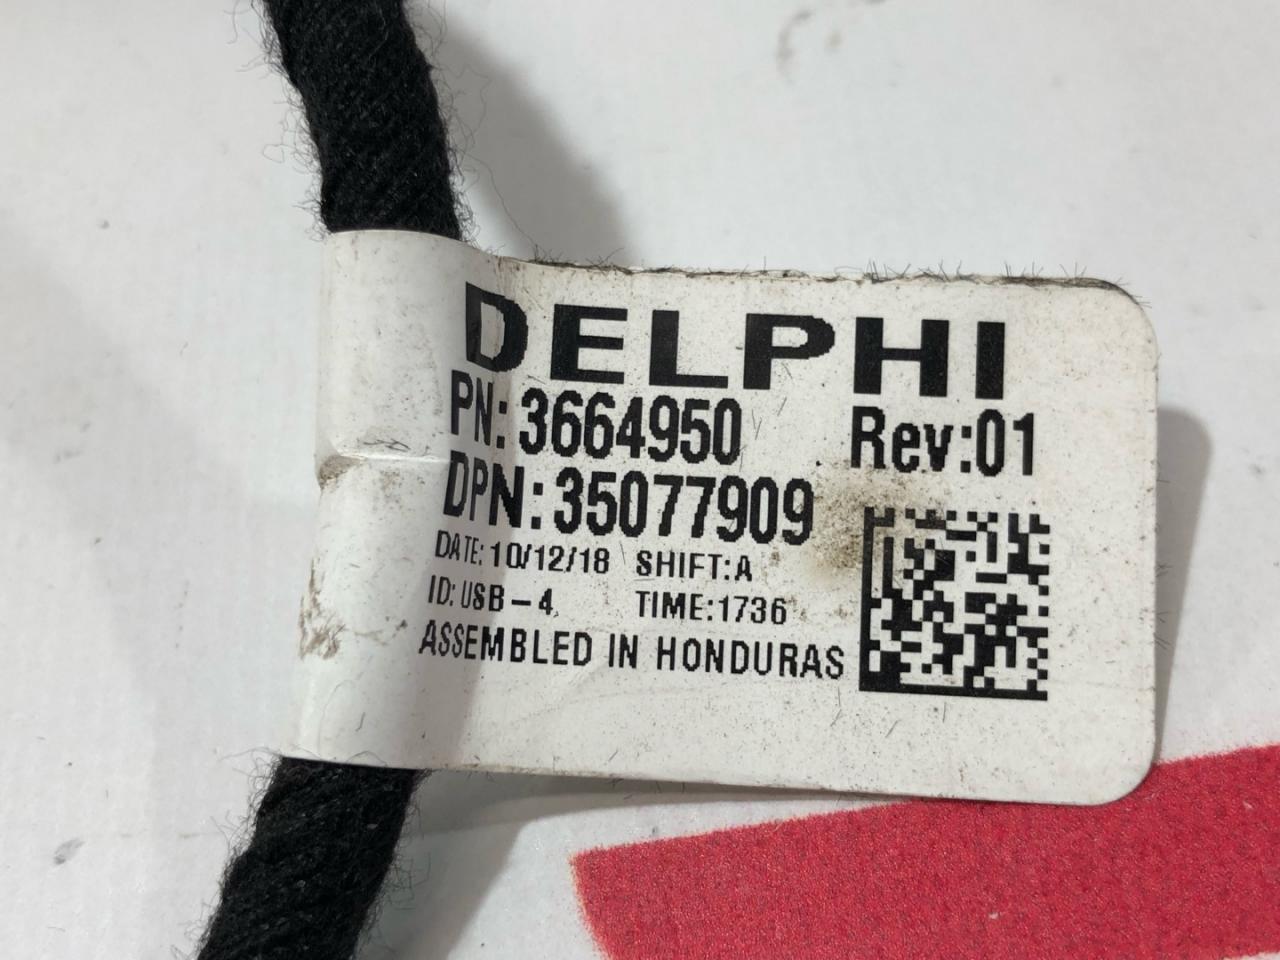 DELPHI
PN: 3664950 Rev:01
DPN: 35077909
DATE: 10/12/18 SHIFT:A
ID: USB-4 TIME:1736
ASSEMBLED IN HONDURAS